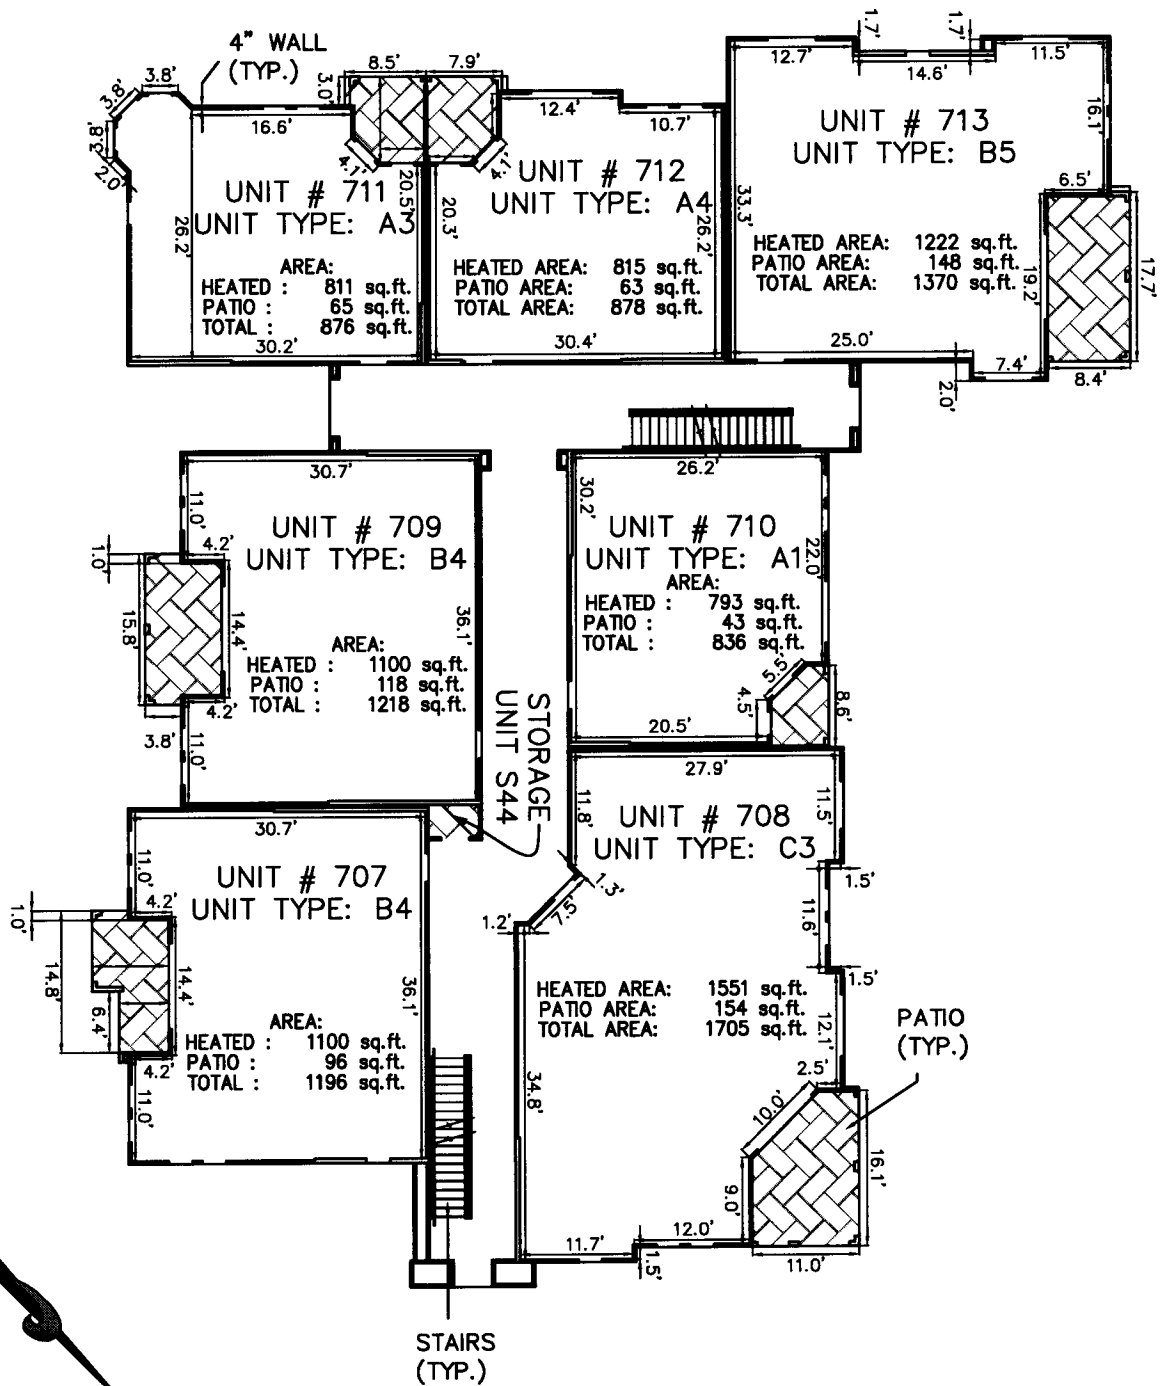 4" WALL
(TYP.)
3.8'
3.8'
3.8'
2.0'
16.6'
26.2'
8.5'
7.9'
3.0'
4.1'
20.5'
UNIT # 711
UNIT TYPE: A3
AREA:
HEATED : 811 sq.ft.
PATIO : 65 sq.ft.
TOTAL : 876 sq.ft.
30.2'
12.4'
10.7'
4.1'
UNIT # 712
UNIT TYPE: A4
20.3'
26.2'
HEATED AREA: 815 sq.ft.
PATIO AREA: 63 sq.ft.
TOTAL AREA: 878 sq.ft.
30.4'
12.7'
1.7'
1.7'
14.6'
11.5'
16.1'
UNIT # 713
UNIT TYPE: B5
33.3'
6.5'
HEATED AREA: 1222 sq.ft.
PATIO AREA: 148 sq.ft.
TOTAL AREA: 1370 sq.ft.
19.2'
17.7'
25.0'
7.4'
8.4'
2.0'
30.7'
11.0'
UNIT # 709
UNIT TYPE: B4
4.2'
1.0'
15.8'
14.4'
36.1'
AREA:
HEATED : 1100 sq.ft.
PATIO : 118 sq.ft.
TOTAL : 1218 sq.ft.
4.2'
3.8'
11.0'
26.2'
30.2'
UNIT # 710
UNIT TYPE: A1
22.0'
AREA:
HEATED : 793 sq.ft.
PATIO : 43 sq.ft.
TOTAL : 836 sq.ft.
5.5'
4.5'
8.6'
20.5'
STORAGE
UNIT S44
30.7'
11.0'
UNIT # 707
UNIT TYPE: B4
4.2'
1.0'
14.8'
6.4'
14.4'
36.1'
AREA:
HEATED : 1100 sq.ft.
PATIO : 96 sq.ft.
TOTAL : 1196 sq.ft.
4.2'
11.0'
27.9'
11.8'
11.5'
UNIT # 708
UNIT TYPE: C3
1.3'
7.5'
1.2'
1.5'
11.6'
1.5'
HEATED AREA: 1551 sq.ft.
PATIO AREA: 154 sq.ft.
TOTAL AREA: 1705 sq.ft.
12.1'
34.8'
2.5'
10.0'
PATIO
(TYP.)
16.1'
9.0'
12.0'
11.7'
1.5'
11.0'
STAIRS
(TYP.)